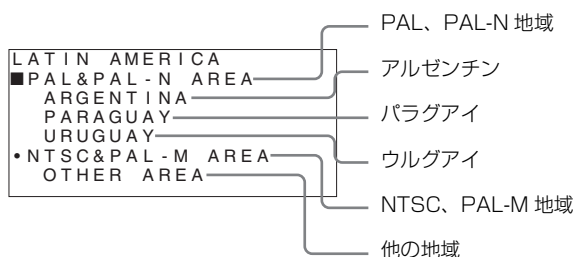 LATIN AMERICA
■PAL&PAL-N AREA
ARGENTINA
PARAGUAY
URUGUAY
•NTSC&PAL-M AREA
OTHER AREA
PAL、PAL-N 地域
アルゼンチン
パラグアイ
ウルグアイ
NTSC、PAL-M 地域
他の地域